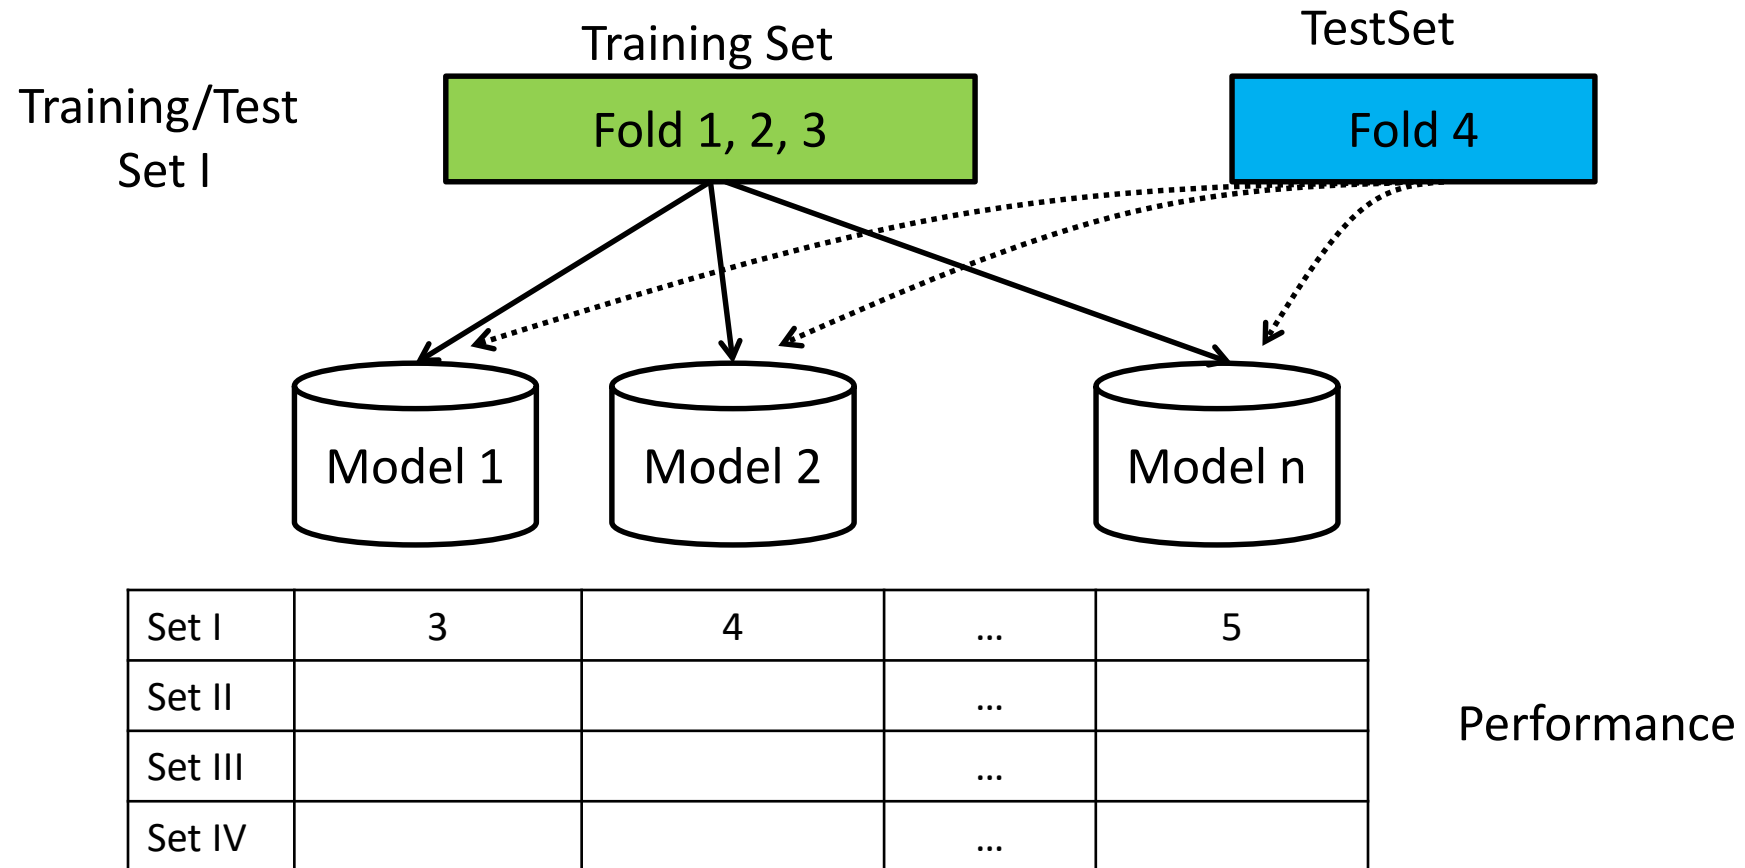 Training Set
TestSet
Training/Test
Set I
Fold 1, 2, 3
Fold 4
Model 1
Model 2
Model n
Set I 3 4 … 5
Set II …
Set III …
Set IV …
Performance